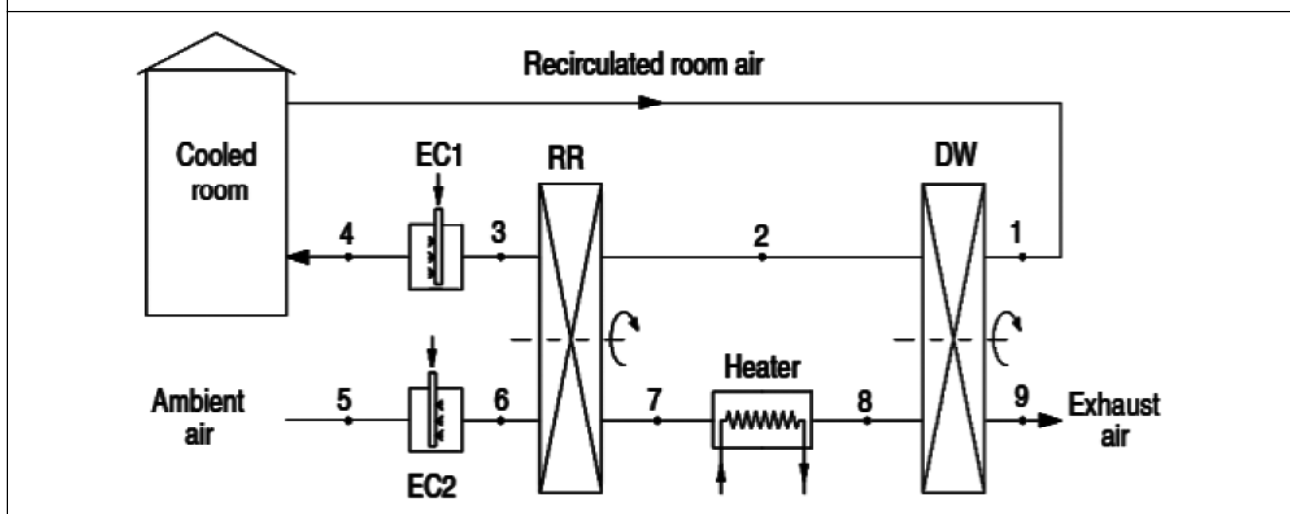 Recirculated room air
Cooled
room
EC1
RR
DW
4
3
2
1
Ambient
air
5
6
7
Heater
8
9
Exhaust
air
EC2